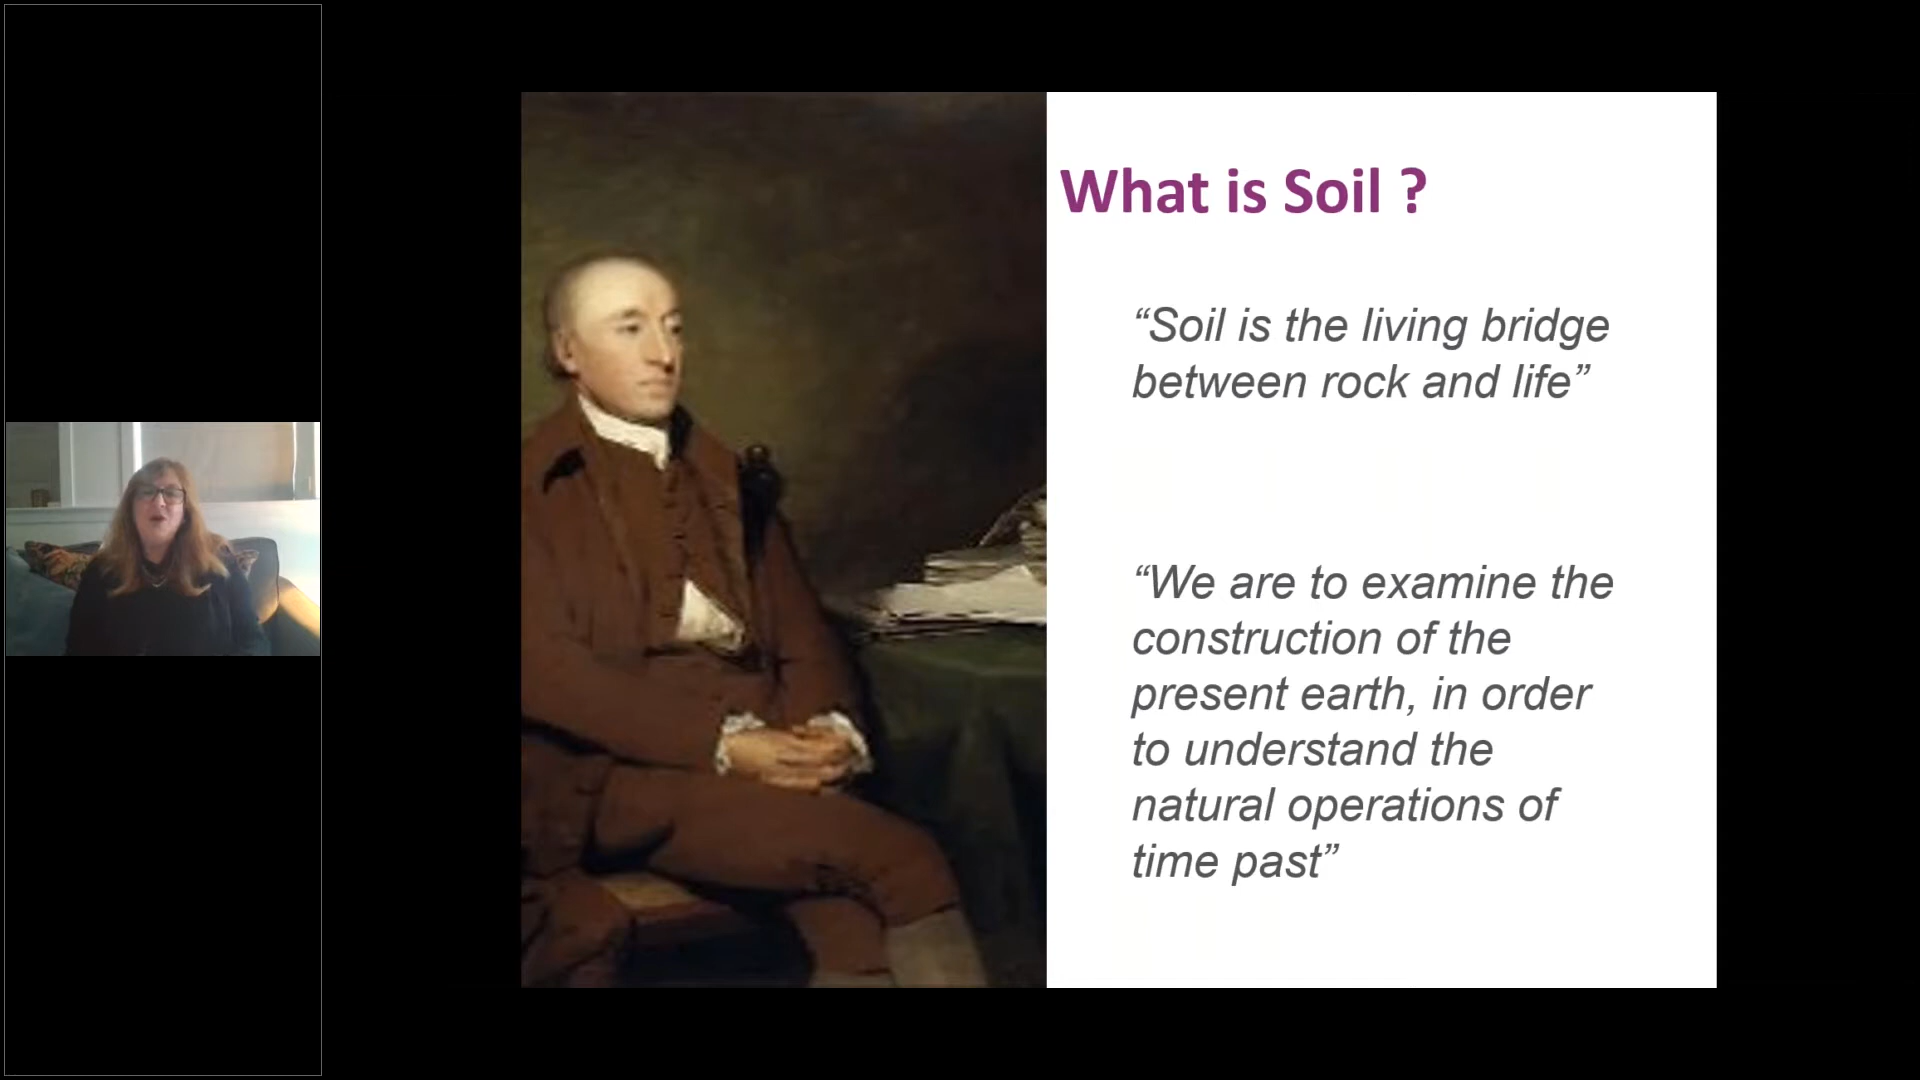 What is Soil ?
“Soil is the living bridge
between rock and life”
“We are to examine the
construction of the
present earth, in order
to understand the
natural operations of
time past”